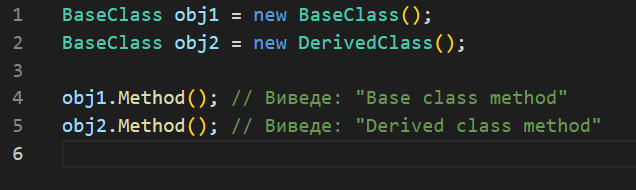 1 BaseClass obj1 = new BaseClass();
2 BaseClass obj2 = new DerivedClass();
3
4 obj1.Method(); // Виведе: "Base class method"
5 obj2.Method(); // Виведе: "Derived class method"
6